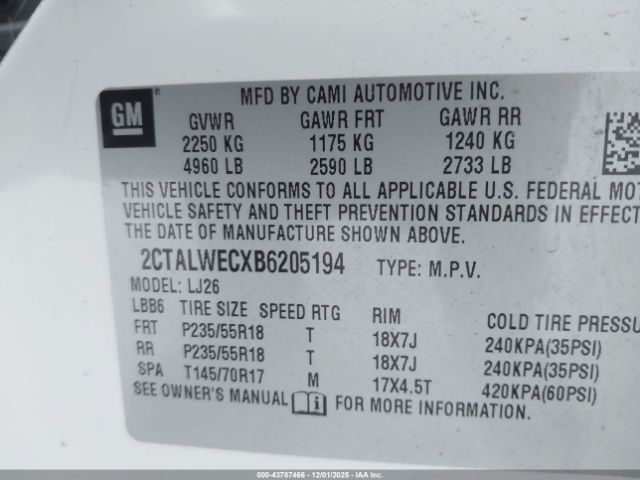 GM
MFD BY CAMI AUTOMOTIVE INC.
GVWR GAWR FRT GAWR RR
2250 KG 1175 KG 1240 KG
4960 LB 2590 LB 2733 LB
THIS VEHICLE CONFORMS TO ALL APPLICABLE U.S. FEDERAL MOT
VEHICLE SAFETY AND THEFT PREVENTION STANDARDS IN EFFECT
THE DATE OF MANUFACTURE SHOWN ABOVE.
2CTALWECXB6205194 TYPE: M.P.V.
MODEL: LJ26
LBB6 TIRE SIZE SPEED RTG RIM COLD TIRE PRESSU
FRT P235/55R18 T 18X7J 240KPA(35PSI)
RR P235/55R18 T 18X7J 240KPA(35PSI)
SPA T145/70R17 M 17X4.5T 420KPA(60PSI)
SEE OWNER'S MANUAL i FOR MORE INFORMATION.
000-43787466 - 12/01/2025 - IAA Corp.